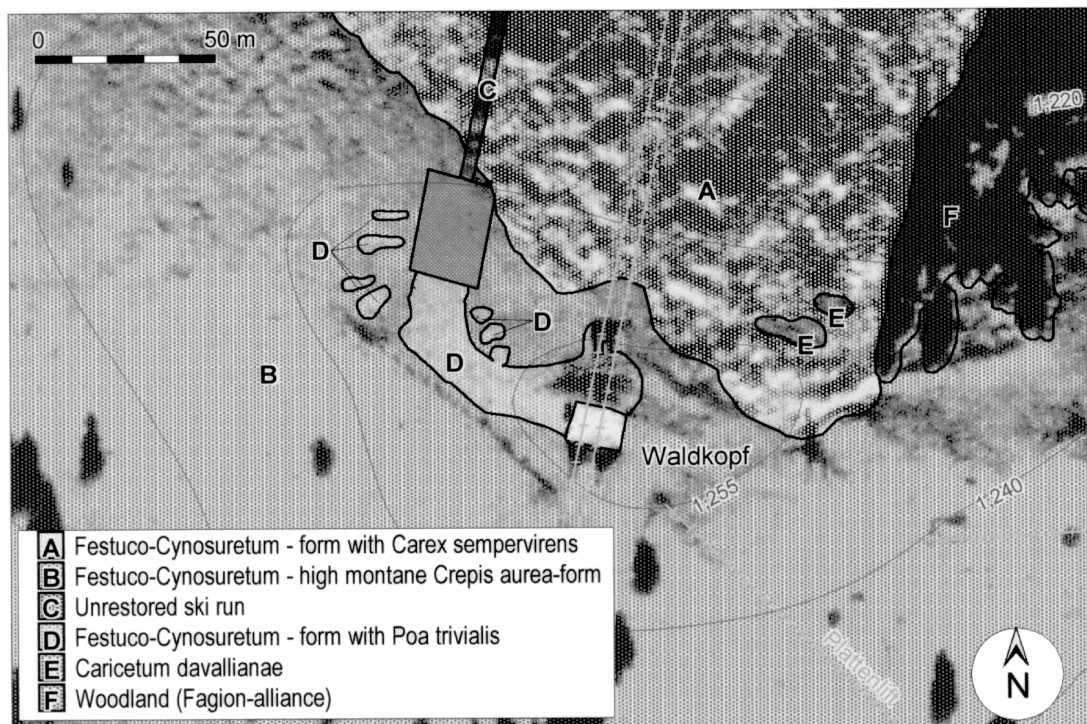 0 50 m
C
1·220
A
F
D
E
D
E
D
B
Waldkopf
1·255
1·240
A Festuco-Cynosuretum - form with Carex sempervirens
B Festuco-Cynosuretum - high montane Crepis aurea-form
C Unrestored ski run
D Festuco-Cynosuretum - form with Poa trivialis
E Caricetum davallianae
F Woodland (Fagion-alliance)
Plattenlift
N